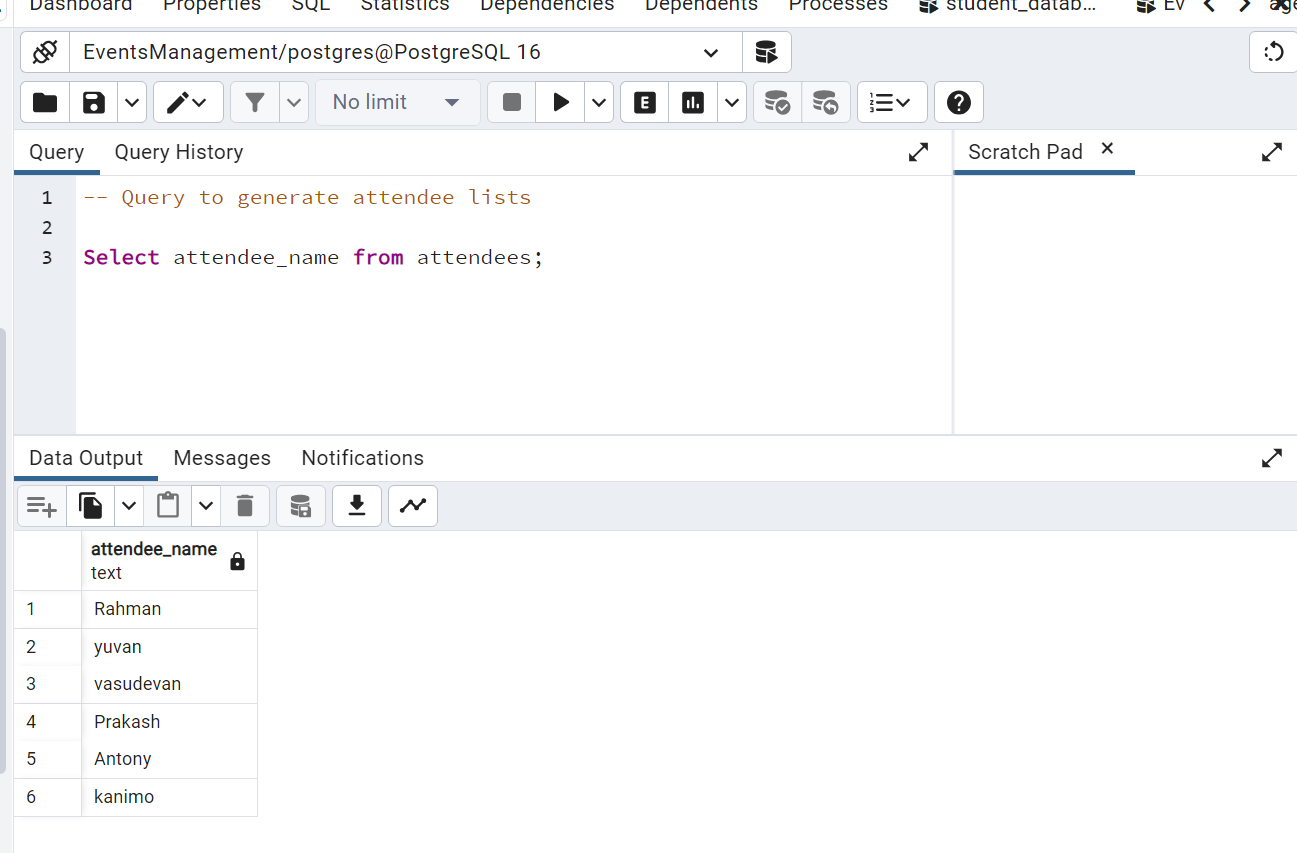 Dashboard Properties SQL Statistics Dependencies Dependents Processes student_datab... Ev age
EventsManagement/postgres@PostgreSQL 16
No limit E
Query Query History Scratch Pad
1 -- Query to generate attendee lists
2
3 Select attendee_name from attendees;
Data Output Messages Notifications
attendee_name
text
1 Rahman
2 yuvan
3 vasudevan
4 Prakash
5 Antony
6 kanimo